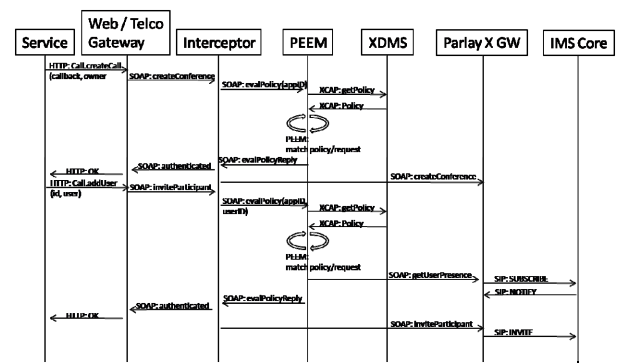 Service
Web / Telco
Gateway
Interceptor
PEEM
XDMS
Parlay X GW
IMS Core
HTTP: Call.createCall
(callback, owner
SOAP: createConference
SOAP: evalPolicy(appID)
XCAP: getPolicy
XCAP: Policy
PEEM:
match policy/request
SOAP: evalPolicyReply
SOAP: authenticated
HTTP: OK
SOAP: createConference
HTTP: Call.addUser
(id, user)
SOAP: inviteParticipant
SOAP: evalPolicy(appID,
userID)
XCAP: getPolicy
XCAP: Policy
PEEM:
match policy/request
SOAP: getUserPresence
SIP: SUBSCRIBE
SIP: NOTIFY
SOAP: evalPolicyReply
SOAP: authenticated
HTTP: OK
SOAP: inviteParticipant
SIP: INVITE